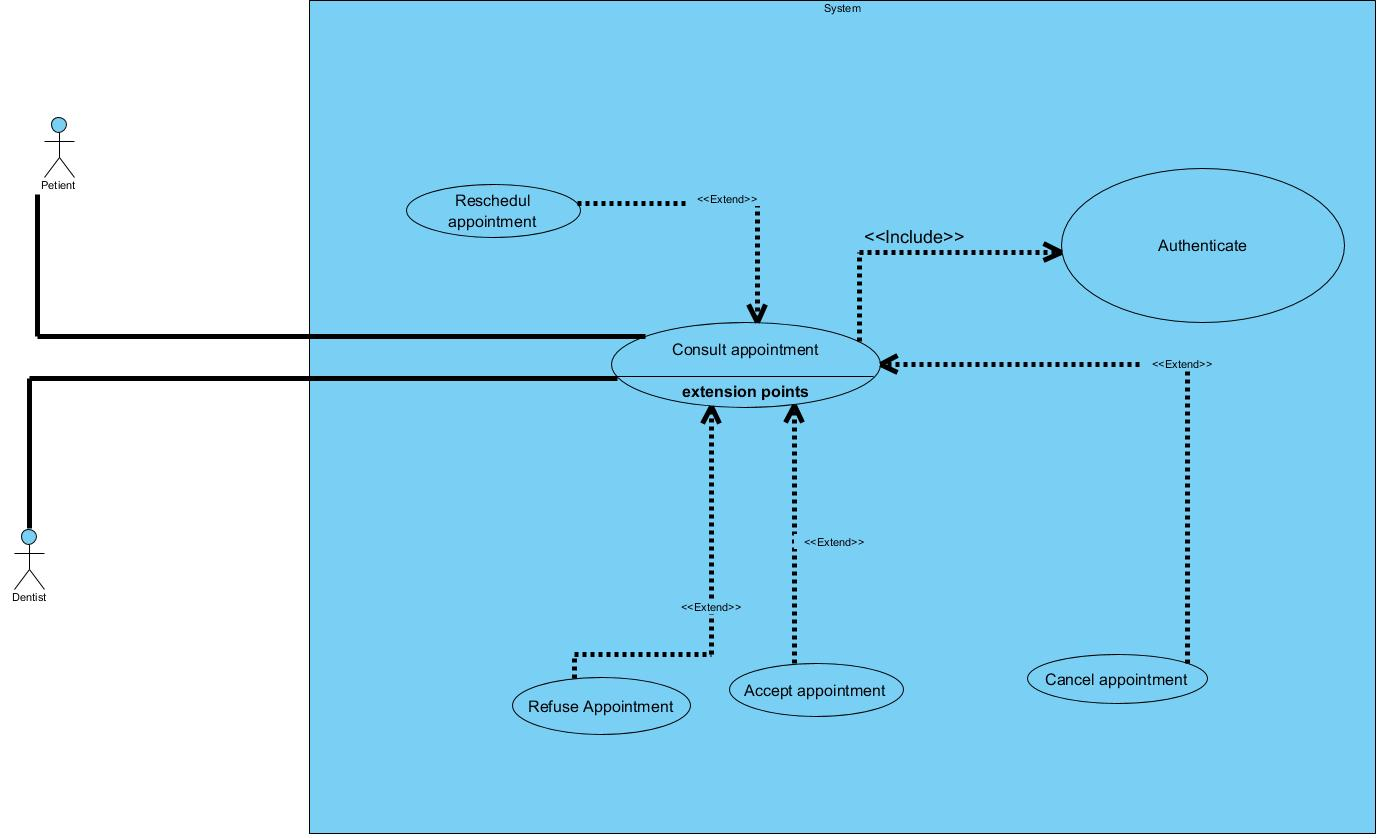 System
Petient
Reschedul
appointment
<<Extend>>
<<Include>>
Authenticate
Consult appointment
<<Extend>>
extension points
<<Extend>>
Dentist
<<Extend>>
Cancel appointment
Accept appointment
Refuse Appointment